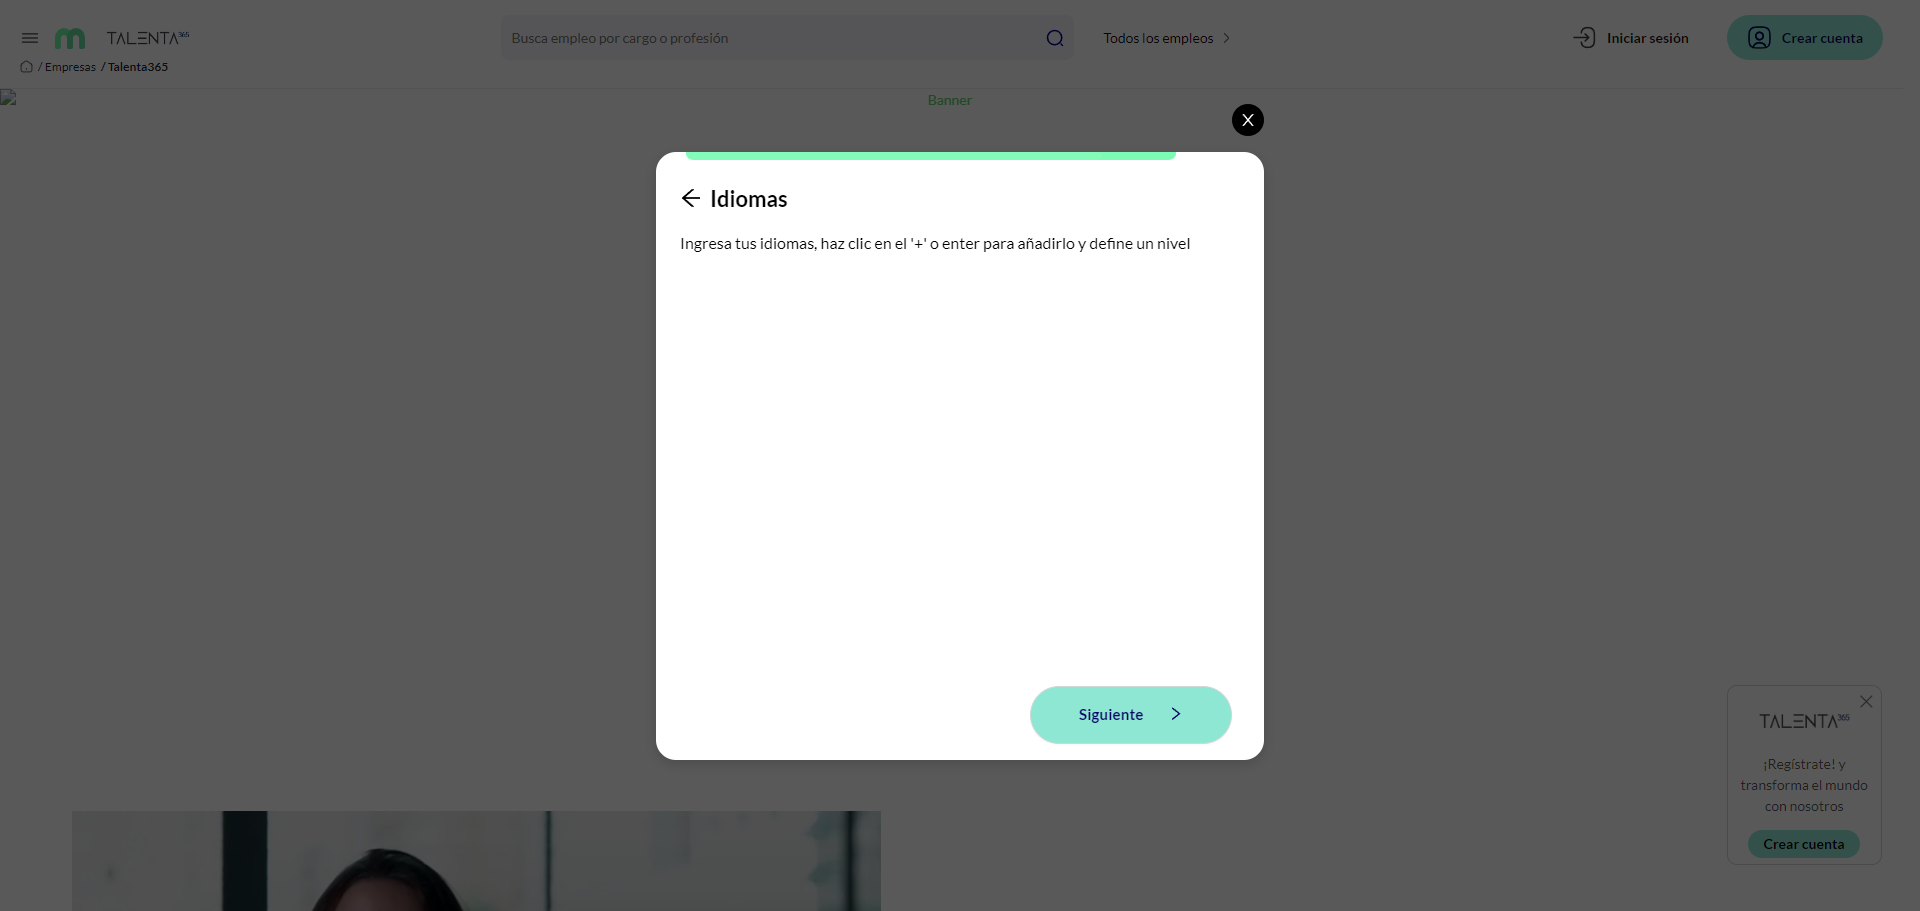 TALENTA365
Busca empleo por cargo o profesión
Todos los empleos
Iniciar sesión
Crear cuenta
/ Empresas / Talenta365
Banner
X
Idiomas
Ingresa tus idiomas, haz clic en el '+' o enter para añadirlo y define un nivel
Siguiente
TALENTA365
¡Regístrate! y
transforma el mundo
con nosotros
Crear cuenta